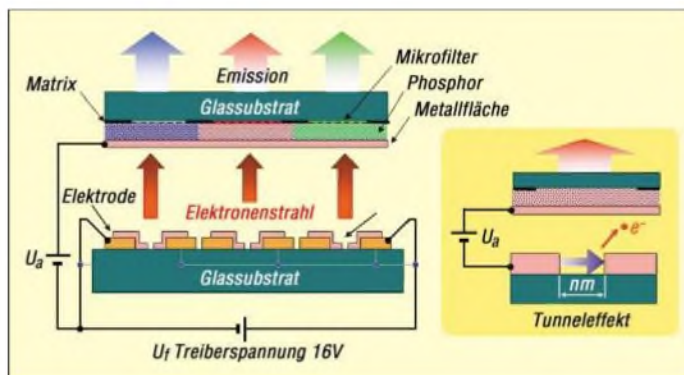 Emission
Mikrofilter
Phosphor
Matrix
Metallfläche
Glassubstrat
Elektrode
Elektronenstrahl
Ua
Glassubstrat
Uf Treiberspannung 16V
Ua
e-
nm
Tunneleffekt